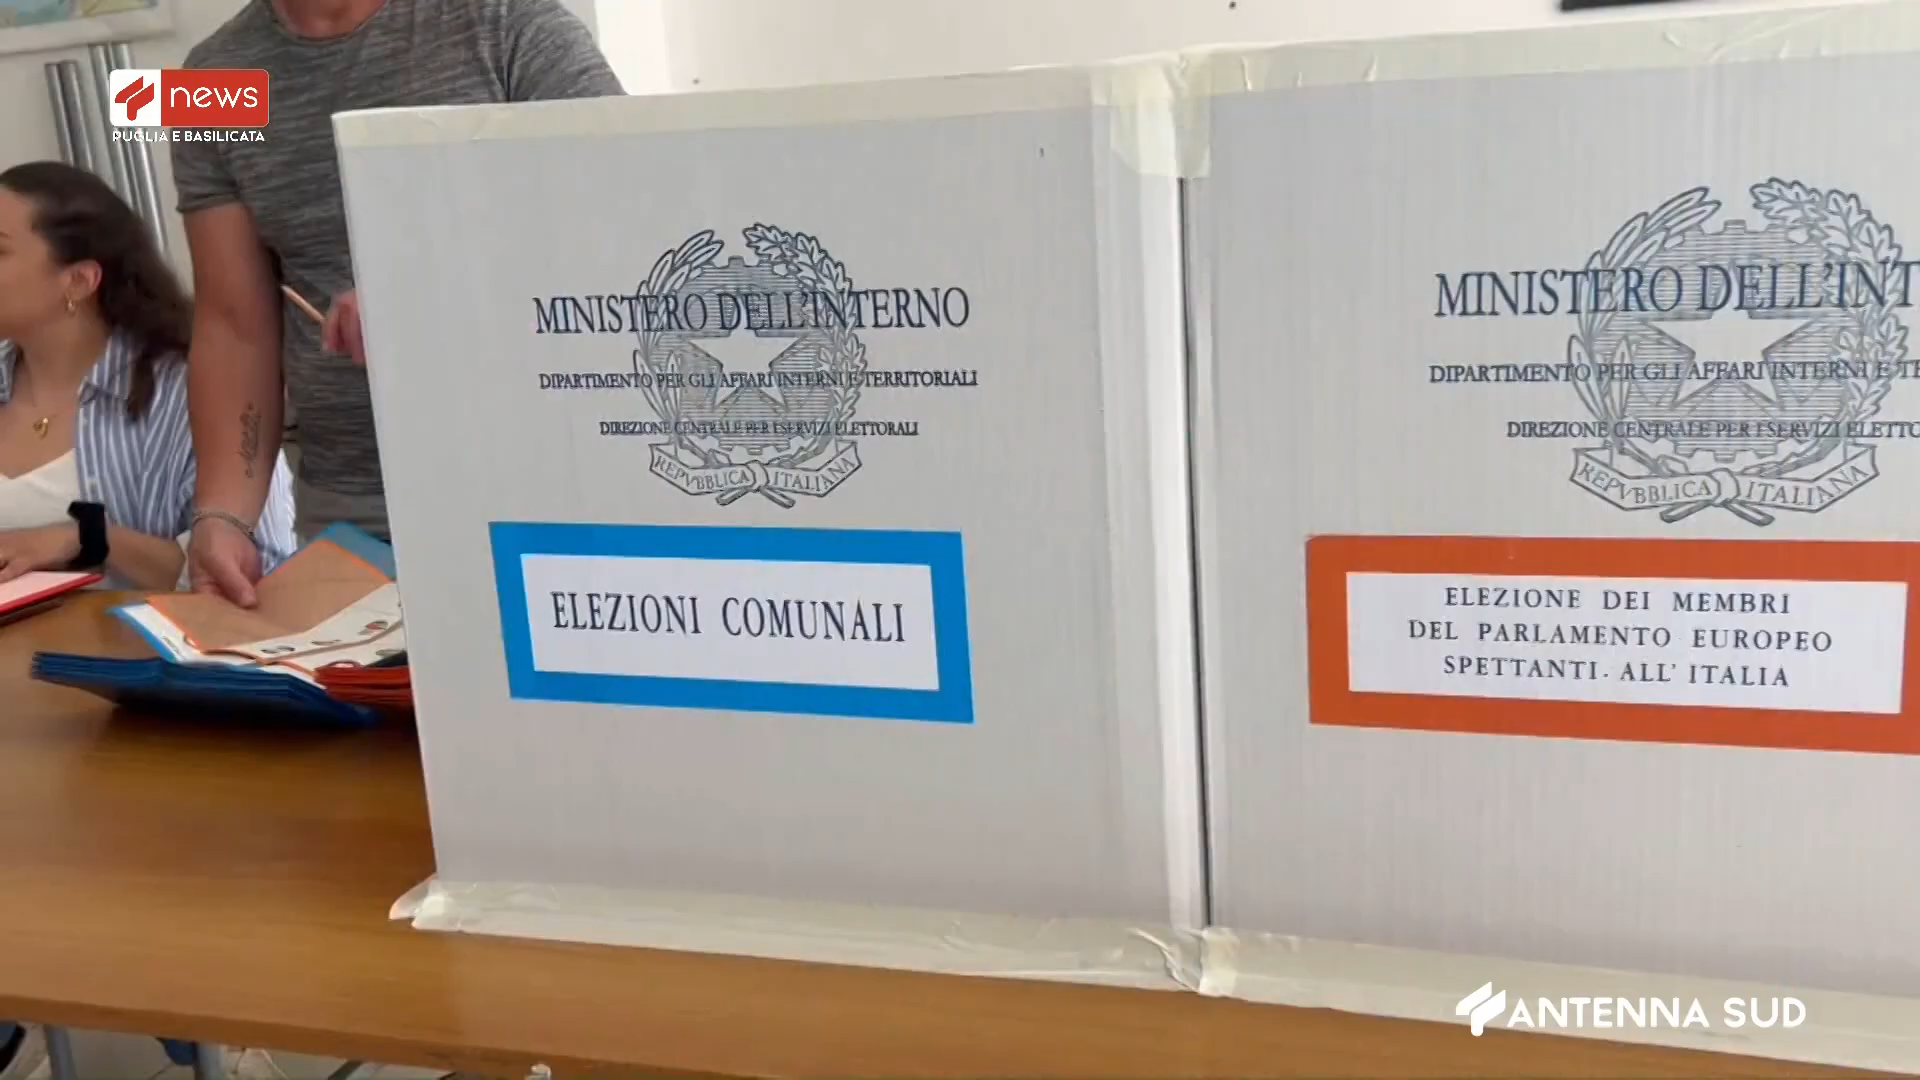 news
PUGLIA E BASILICATA
MINISTERO DELL'INTERNO
DIPARTIMENTO PER GLI AFFARI INTERNI E TERRITORIALI
DIREZIONE CENTRALE PER I SERVIZI ELETTORALI
REPVBBLICA ITALIANA
ELEZIONI COMUNALI
MINISTERO DELL'INT
DIPARTIMENTO PER GLI AFFARI INTERNI E TE
DIREZIONE CENTRALE PER I SERVIZI ELETTO
REPVBBLICA ITALIANA
ELEZIONE DEI MEMBRI
DEL PARLAMENTO EUROPEO
SPETTANTI ALL'ITALIA
ANTENNA SUD